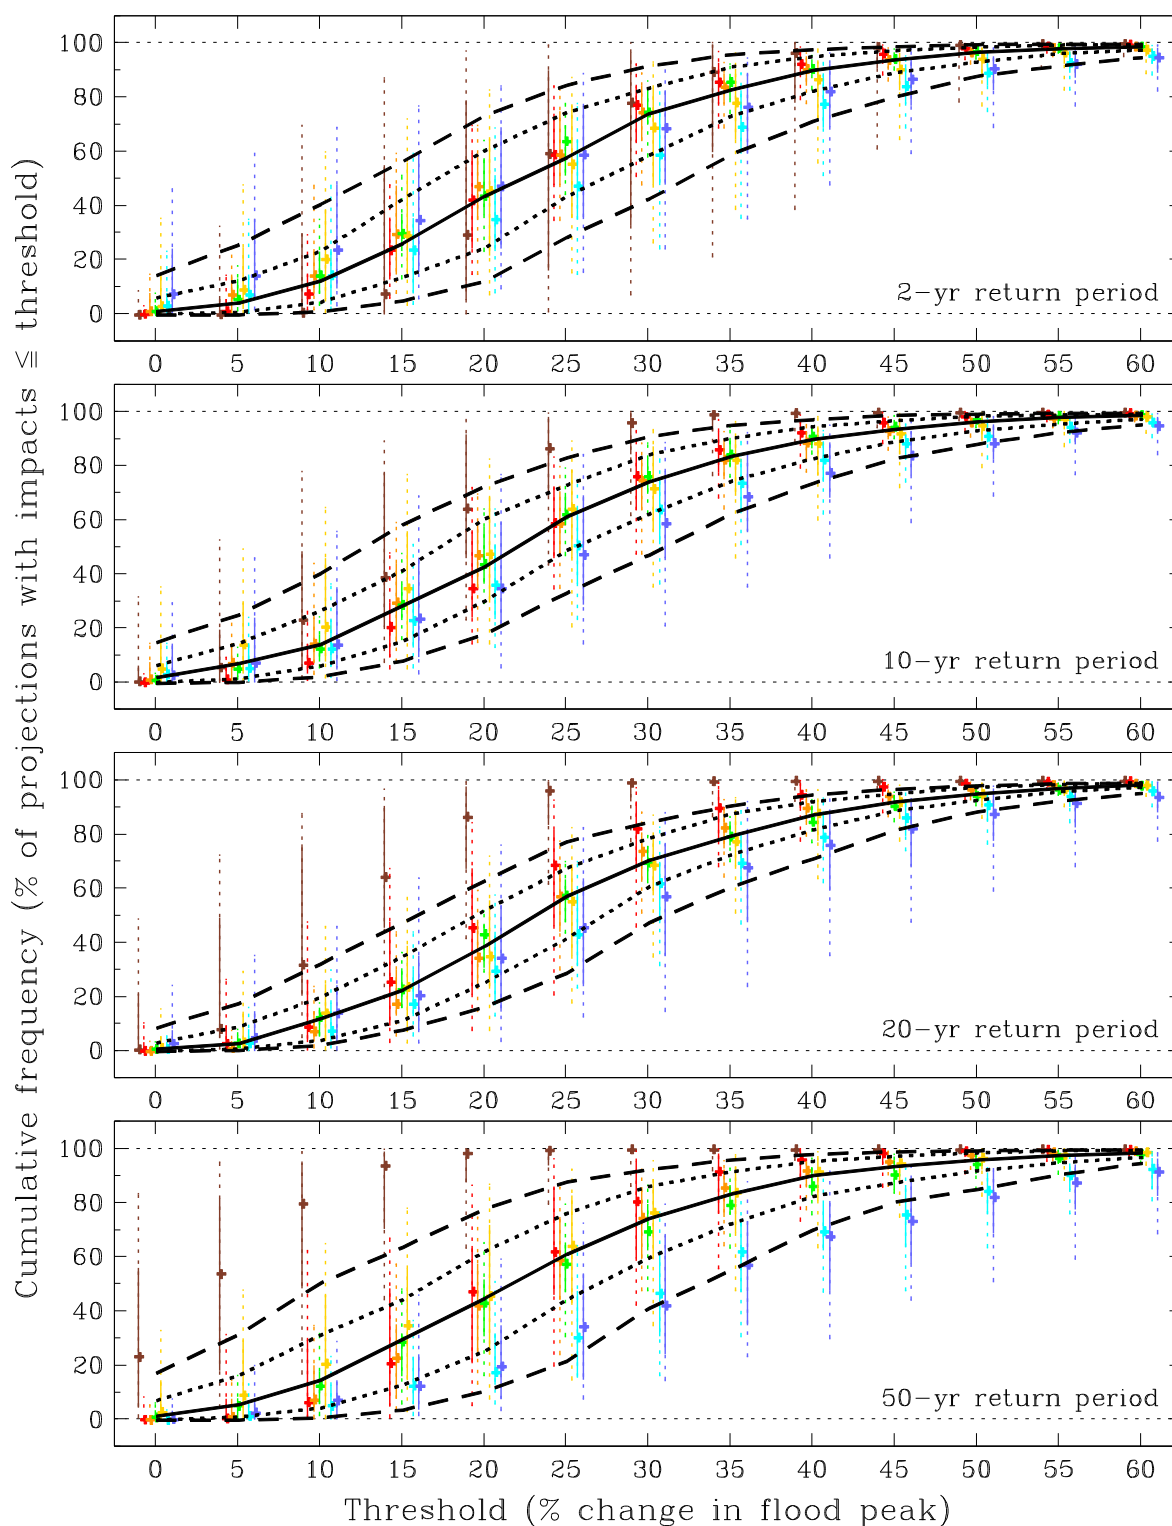 Cumulative frequency (% of projections with impacts ≦ threshold)
100
80
60
40
20
0
2-yr return period
0 5 10 15 20 25 30 35 40 45 50 55 60
100
80
60
40
20
0
10-yr return period
0 5 10 15 20 25 30 35 40 45 50 55 60
100
80
60
40
20
0
20-yr return period
0 5 10 15 20 25 30 35 40 45 50 55 60
100
80
60
40
20
0
50-yr return period
0 5 10 15 20 25 30 35 40 45 50 55 60
Threshold (% change in flood peak)